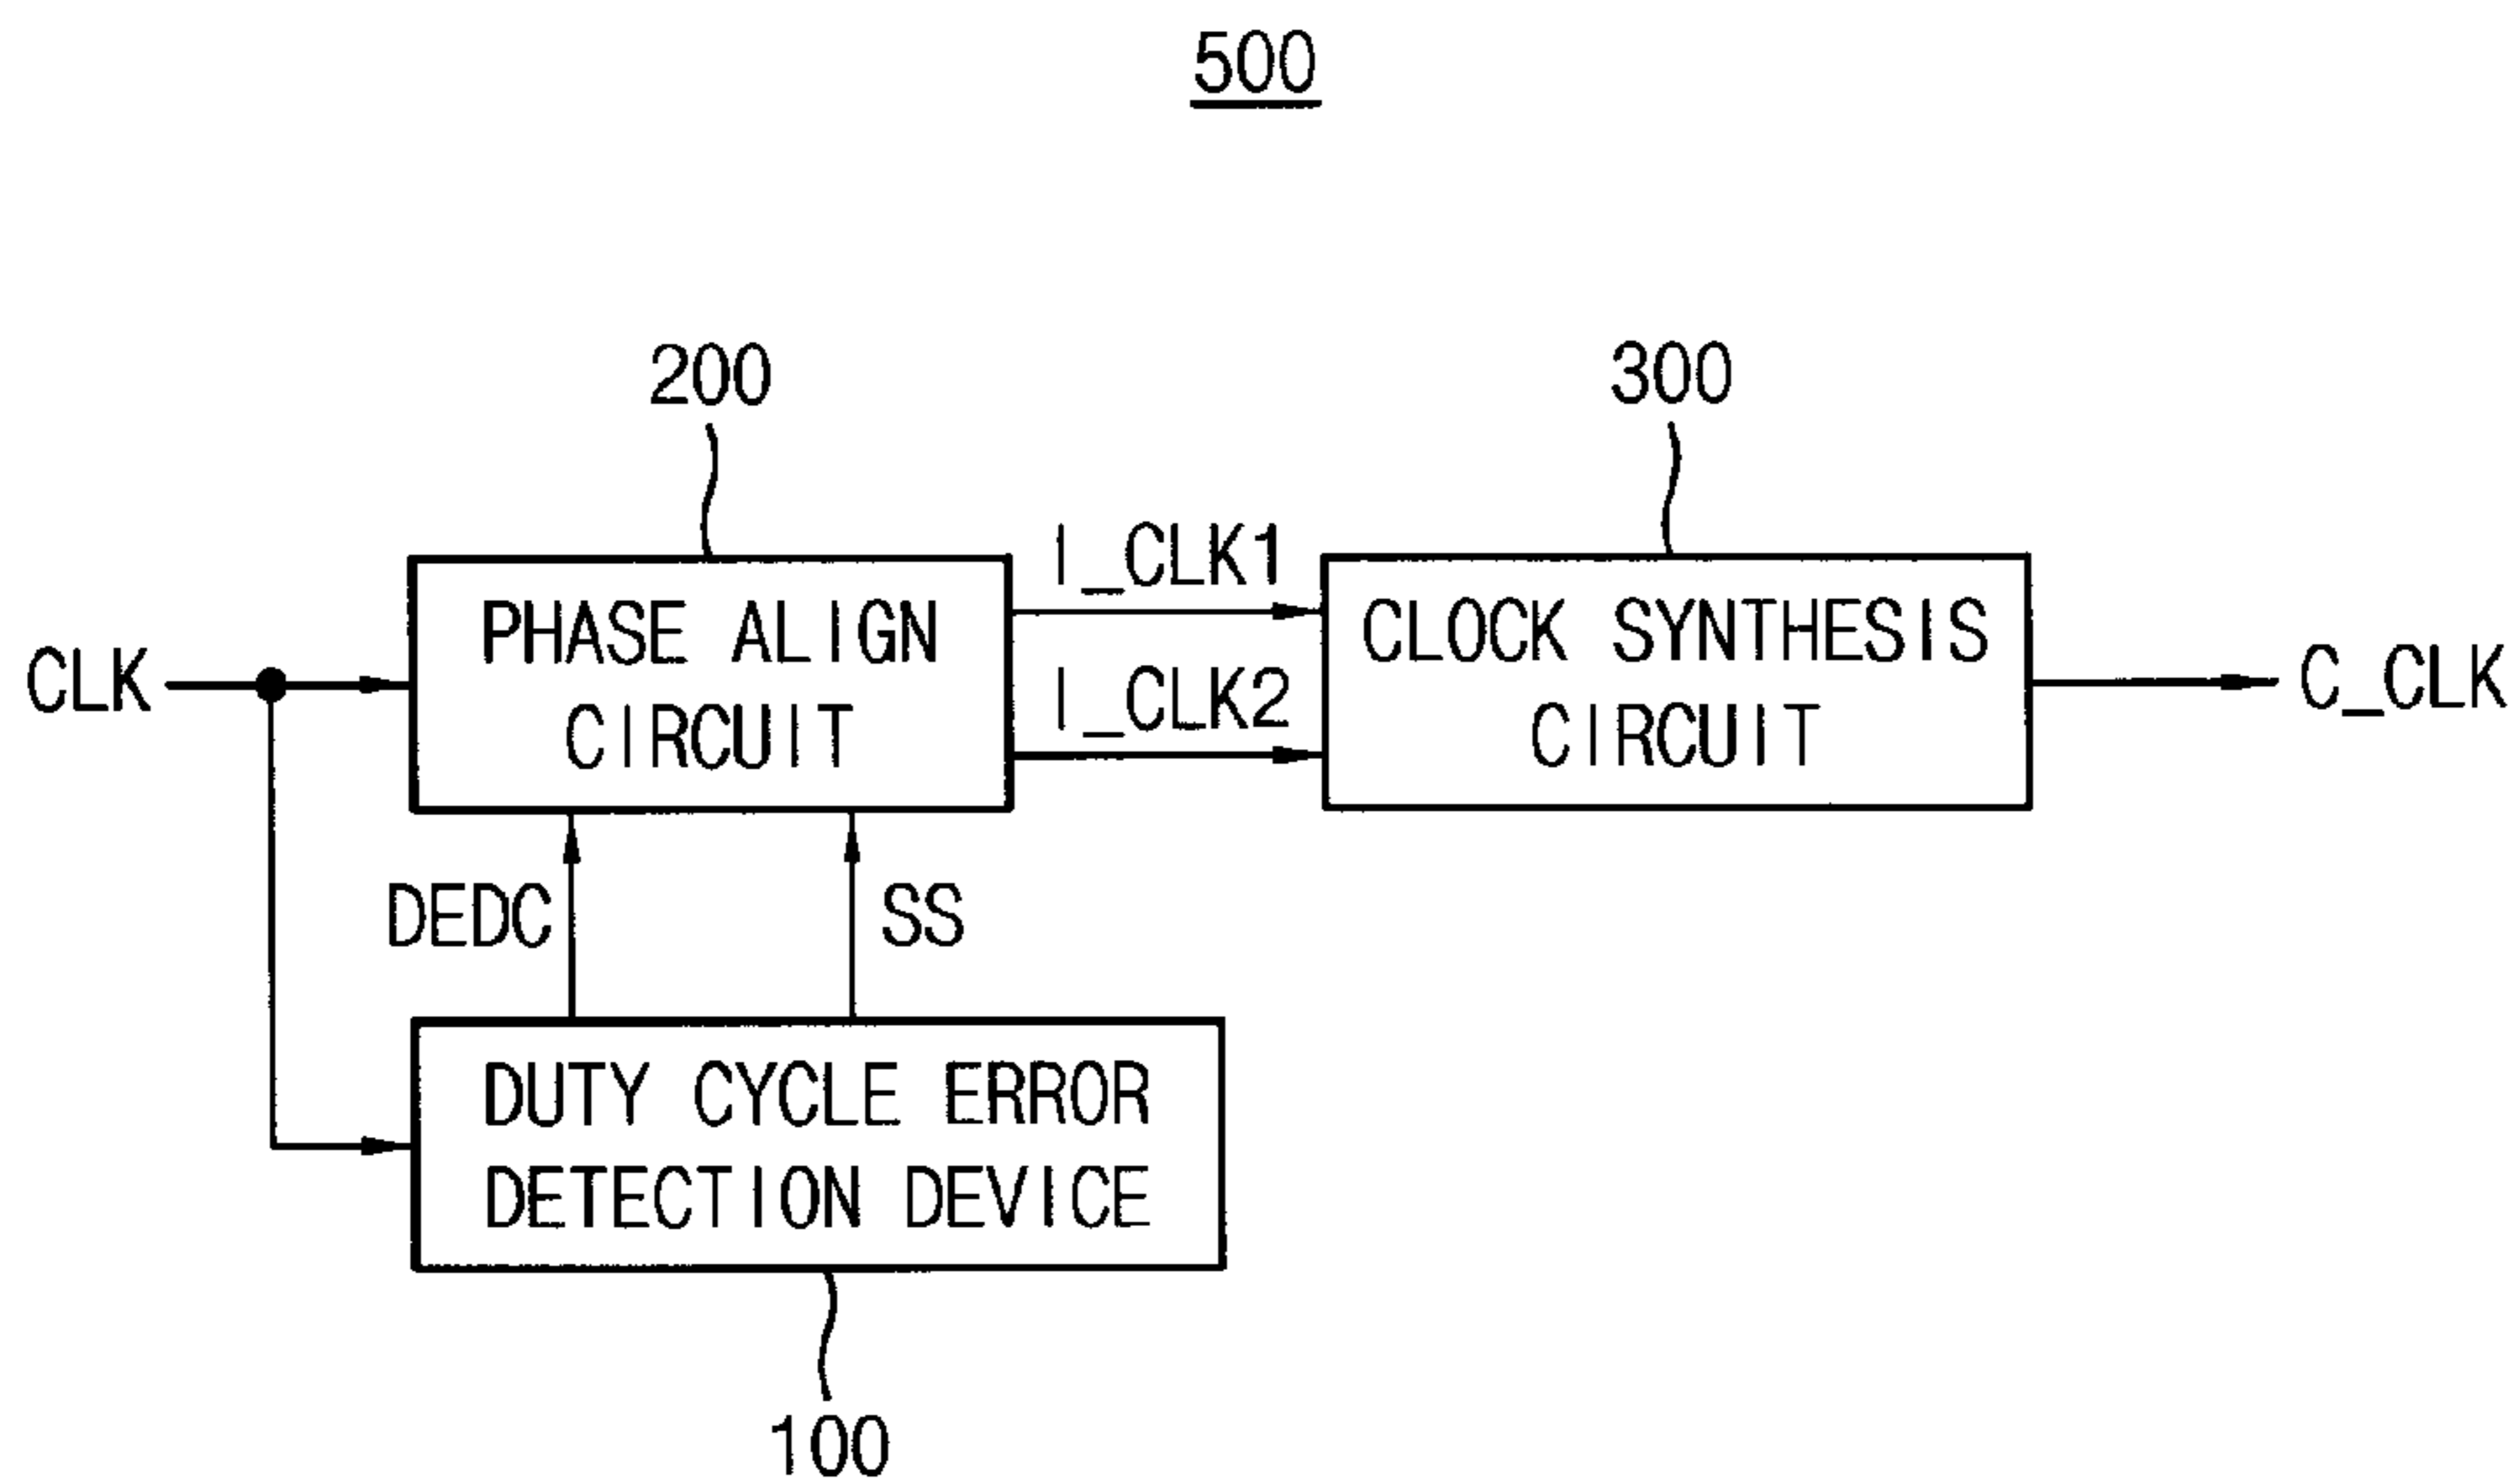 500
200
300
I_CLK1
PHASE ALIGN
CIRCUIT
CLOCK SYNTHESIS
CIRCUIT
CLK
I_CLK2
C_CLK
DEDC
SS
DUTY CYCLE ERROR
DETECTION DEVICE
100